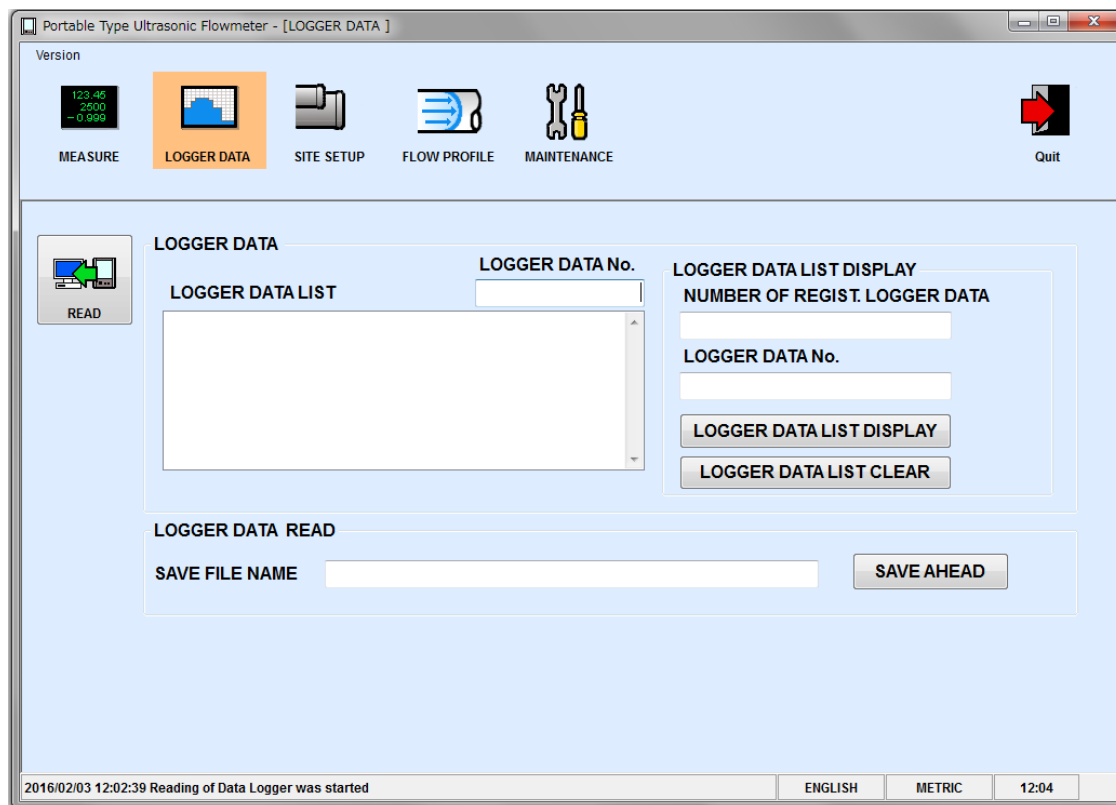 Portable Type Ultrasonic Flowmeter - [LOGGER DATA ]
Version
123.45
2500
-0.999
MEASURE
LOGGER DATA
SITE SETUP
FLOW PROFILE
MAINTENANCE
Quit
READ
LOGGER DATA
LOGGER DATA No.
LOGGER DATA LIST
LOGGER DATA LIST DISPLAY
NUMBER OF REGIST. LOGGER DATA
LOGGER DATA No.
LOGGER DATA LIST DISPLAY
LOGGER DATA LIST CLEAR
LOGGER DATA READ
SAVE FILE NAME
SAVE AHEAD
2016/02/03 12:02:39 Reading of Data Logger was started
ENGLISH
METRIC
12:04